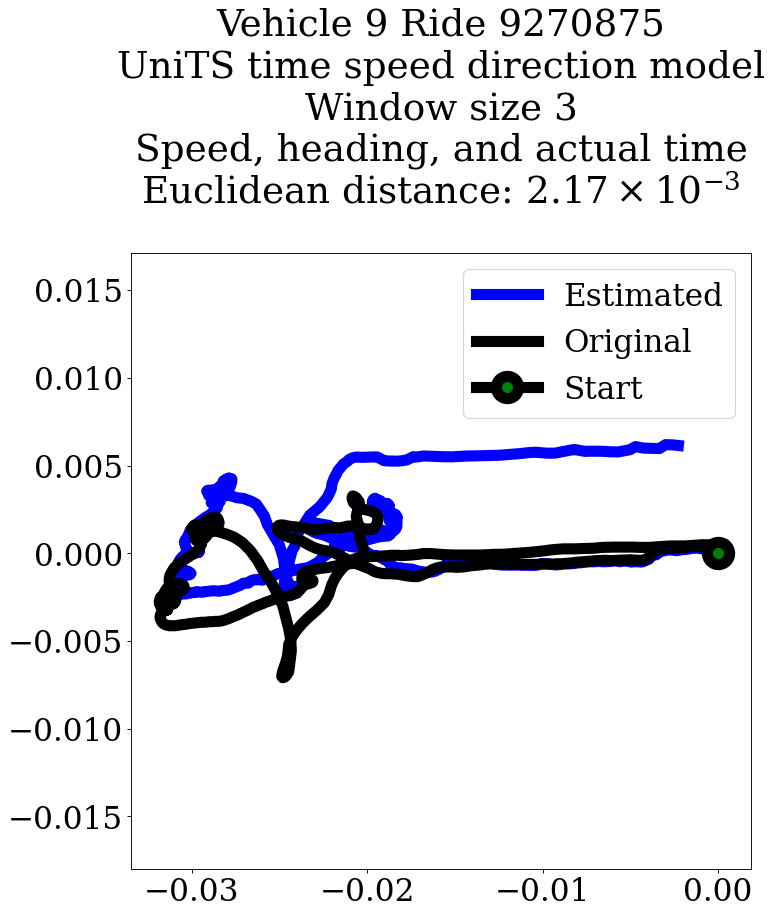 Vehicle 9 Ride 9270875
UniTS time speed direction model
Window size 3
Speed, heading, and actual time
Euclidean distance: 2.17 × 10⁻³
Estimated
Original
Start
0.015
0.010
0.005
0.000
−0.005
−0.010
−0.015
−0.03 −0.02 −0.01 0.00